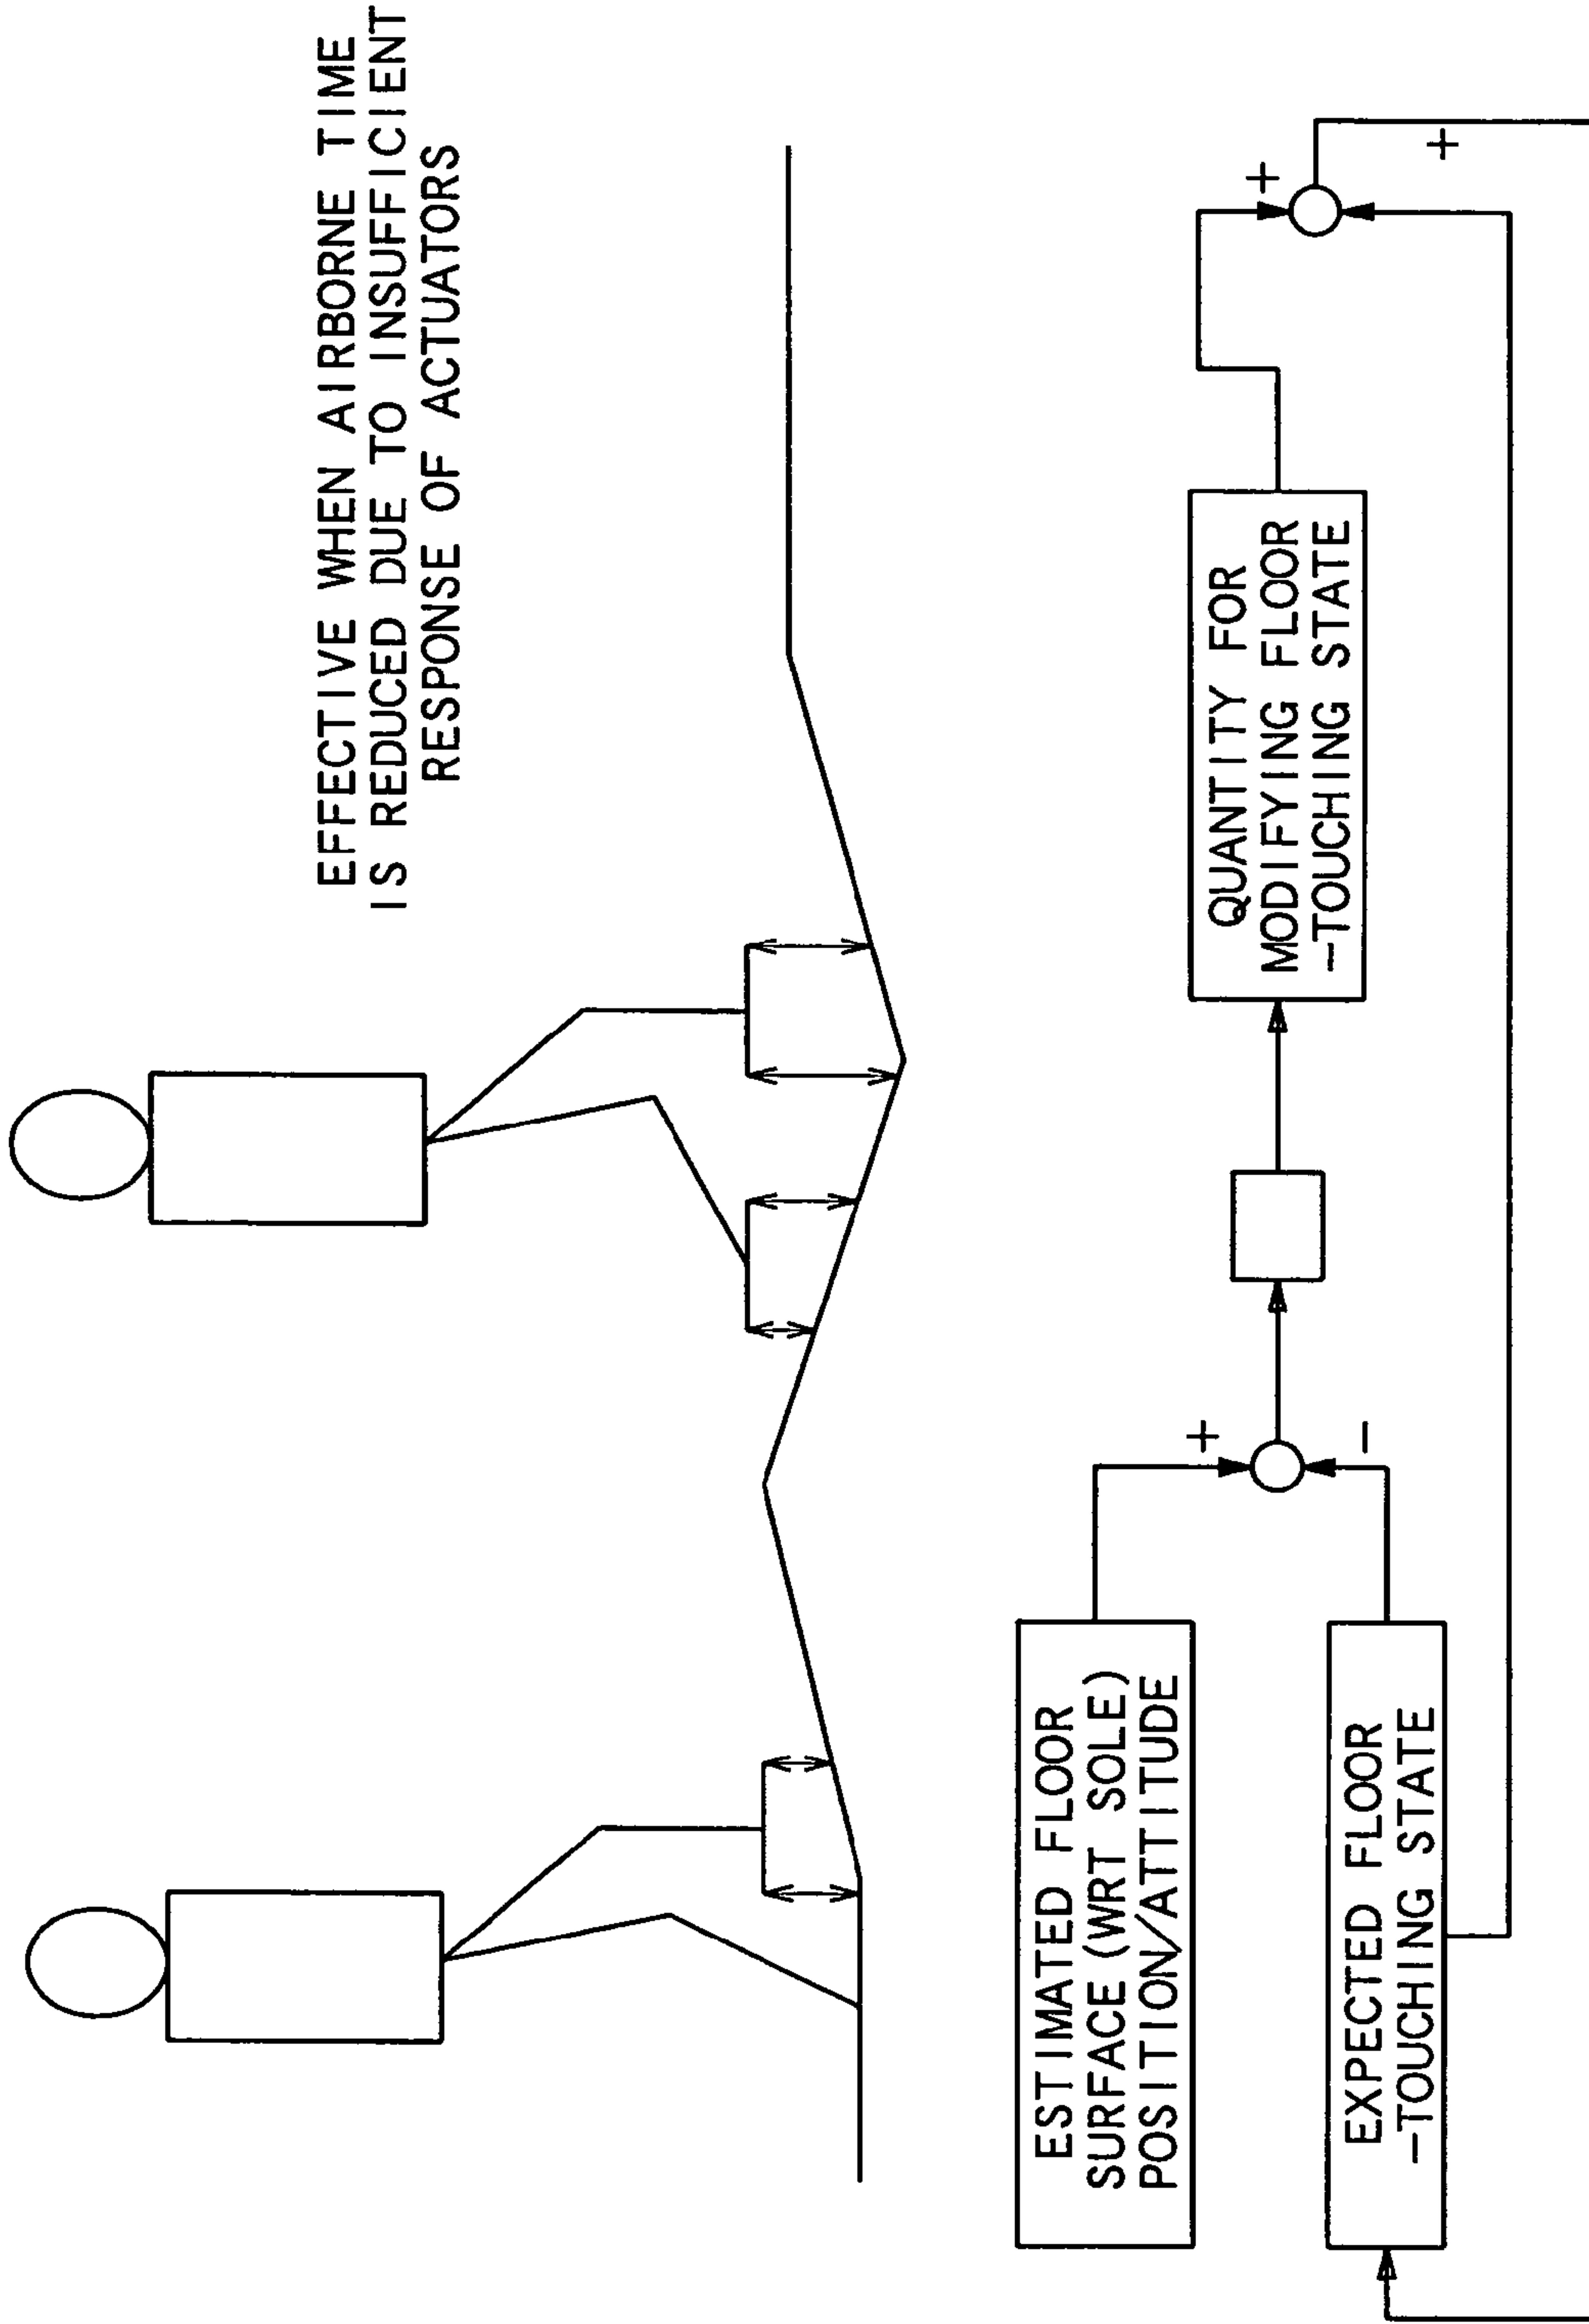 EFFECTIVE WHEN AIRBORNE TIME
IS REDUCED DUE TO INSUFFICIENT
RESPONSE OF ACTUATORS
ESTIMATED FLOOR
SURFACE (WRT SOLE)
POSITION/ATTITUDE
+
EXPECTED FLOOR
-TOUCHING STATE
-
QUANTITY FOR
MODIFYING FLOOR
-TOUCHING STATE
+
+